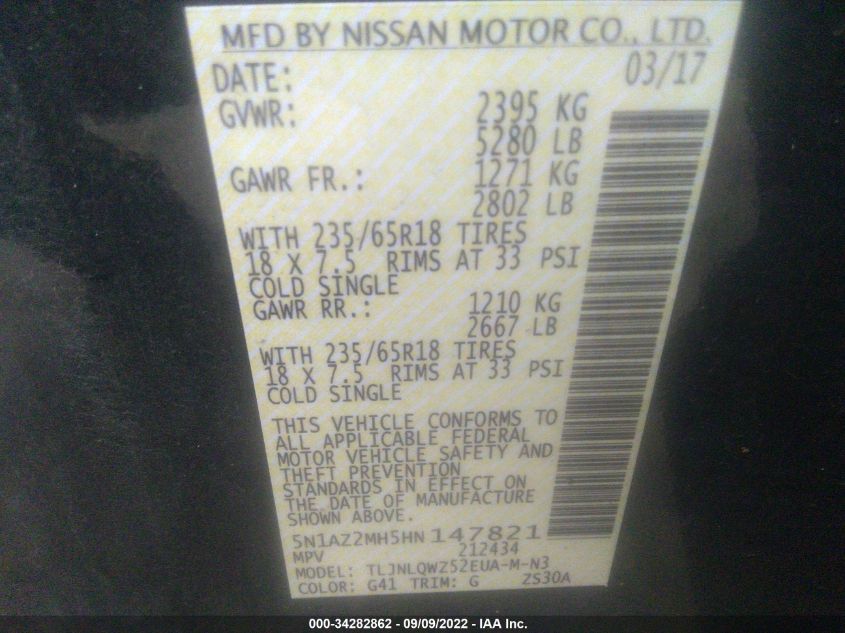 MFD BY NISSAN MOTOR CO., LTD.
DATE: 03/17
GVWR: 2395 KG
5280 LB
GAWR FR.: 1271 KG
2802 LB
WITH 235/65R18 TIRES
18 X 7.5 RIMS AT 33 PSI
COLD SINGLE
GAWR RR.: 1210 KG
2667 LB
WITH 235/65R18 TIRES
18 X 7.5 RIMS AT 33 PSI
COLD SINGLE
THIS VEHICLE CONFORMS TO
ALL APPLICABLE FEDERAL
MOTOR VEHICLE SAFETY AND
THEFT PREVENTION
STANDARDS IN EFFECT ON
THE DATE OF MANUFACTURE
SHOWN ABOVE.
5N1AZ2MH5HN147821
MPV 212434
MODEL: TLJNLQWZ52EUA-M-N3
COLOR: G41 TRIM: G ZS30A
000-34282862 - 09/09/2022 - IAA Inc.